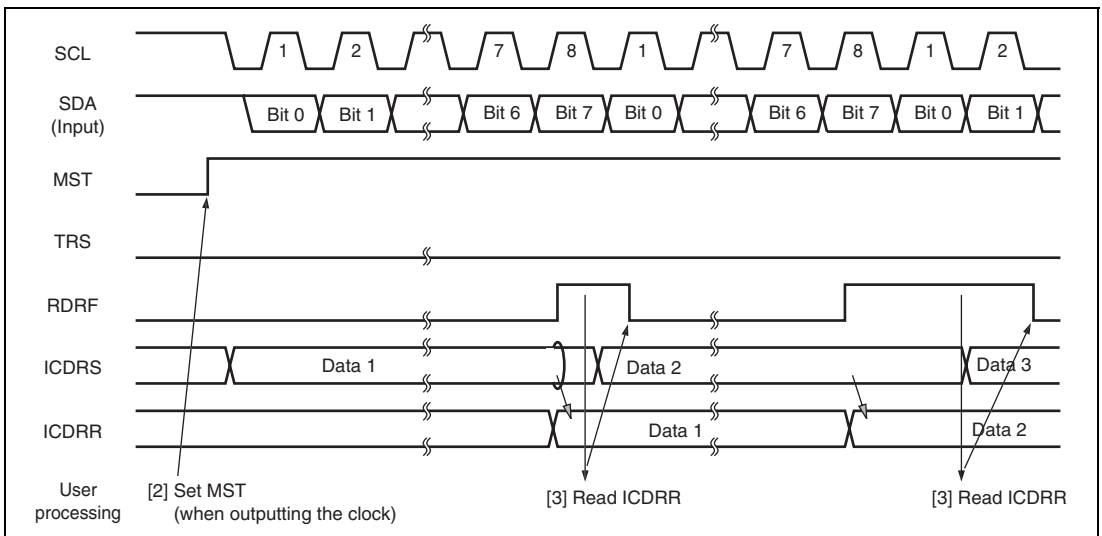 SCL 1 2 7 8 1 7 8 1 2
SDA
(Input)
Bit 0 Bit 1 Bit 6 Bit 7 Bit 0 Bit 6 Bit 7 Bit 0 Bit 1
MST
TRS
RDRF
ICDRS Data 1 Data 2 Data 3
ICDRR Data 1 Data 2
User
processing
[2] Set MST
(when outputting the clock)
[3] Read ICDRR
[3] Read ICDRR